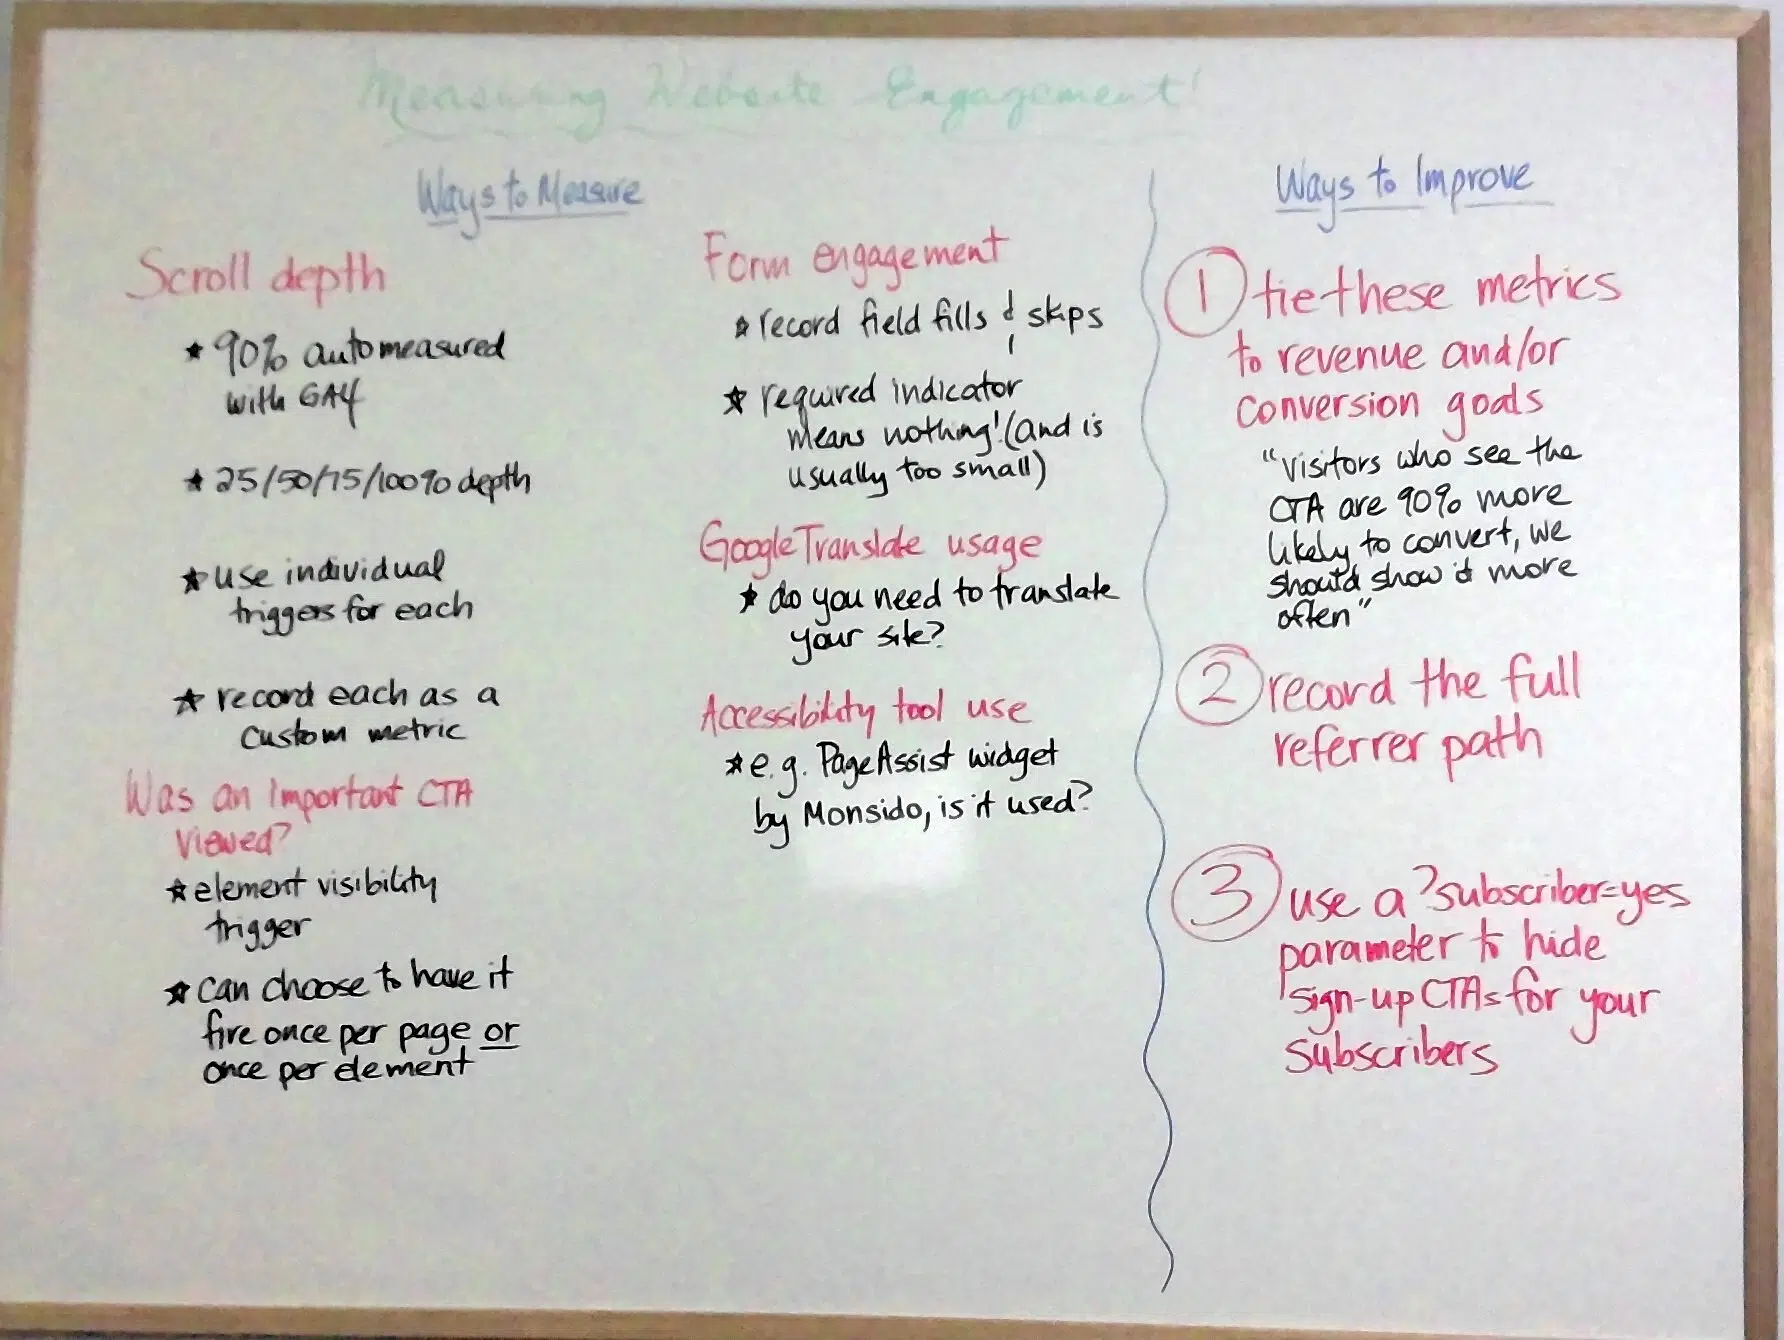 Measuring Website Engagement!
Ways to Measure
Scroll depth
★ 90% automeasured
with GA4
★ 25/50/75/100% depth
★ use individual
triggers for each
★ record each as a
custom metric
Was an important CTA
viewed?
★ element visibility
trigger
★ can choose to have it
fire once per page or
once per element
Form engagement
★ record field fills & skips
★ required indicator
means nothing! (and is
usually too small)
Google Translate usage
★ do you need to translate
your site?
Accessibility tool use
★ e.g. PageAssist widget
by Monsido, is it used?
Ways to Improve
1 tie these metrics
to revenue and/or
conversion goals
"Visitors who see the
CTA are 90% more
likely to convert, we
should show it more
often"
2 record the full
referrer path
3 use a ?subscriber=yes
parameter to hide
sign-up CTAs for your
subscribers